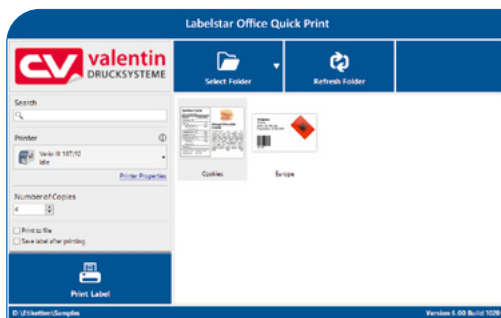 Labelstar Office Quick Print
CV valentin
DRUCKSYSTEME
Select Folder
Refresh Folder
Search
Printer
Vario III 107/12
Idle
Printer Properties
Number of Copies
Print to file
Save label after printing
Print Label
Cookies
Europe
D:\Etiketten\Samples
Version 6.00 Build 1020